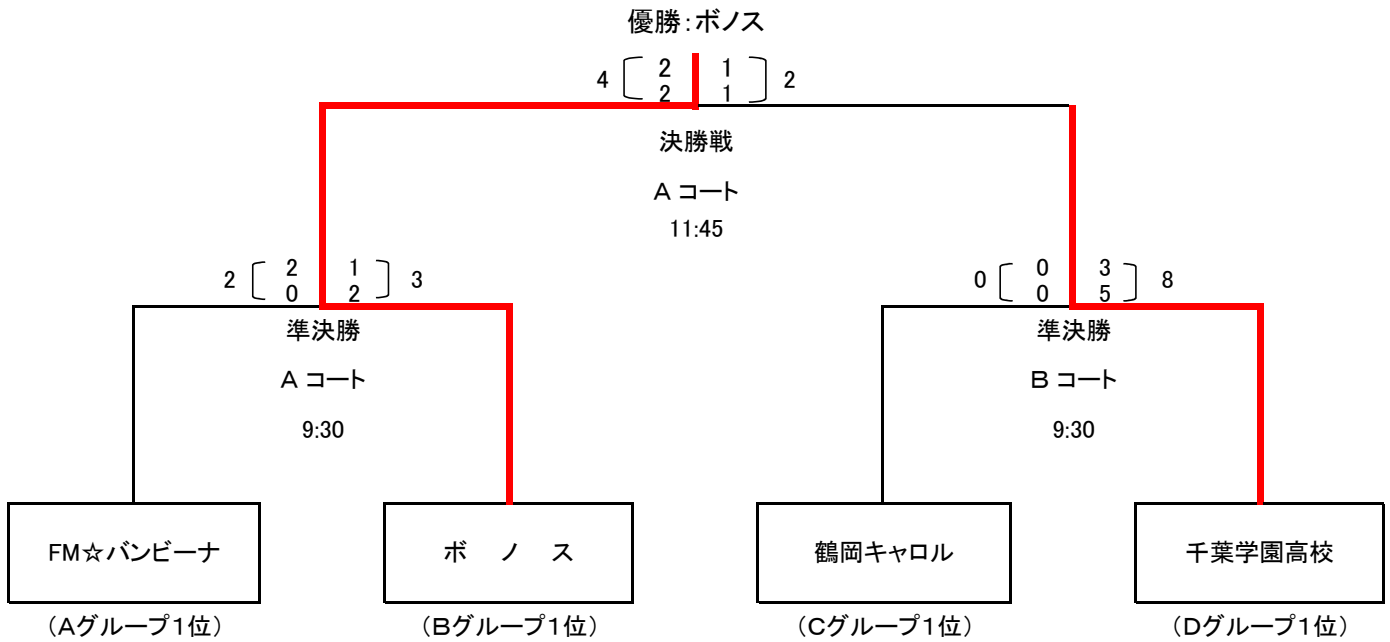 優勝：ボノス
4 2 1 2
2 1
決勝戦
A コート
11:45
2 2 1 3
0 2
0 0 3 8
0 5
準決勝 準決勝
A コート B コート
9:30 9:30
FM☆バンビーナ ボ ノ ス 鶴岡キャロル 千葉学園高校
（Aグループ1位） （Bグループ1位） （Cグループ1位） （Dグループ1位）